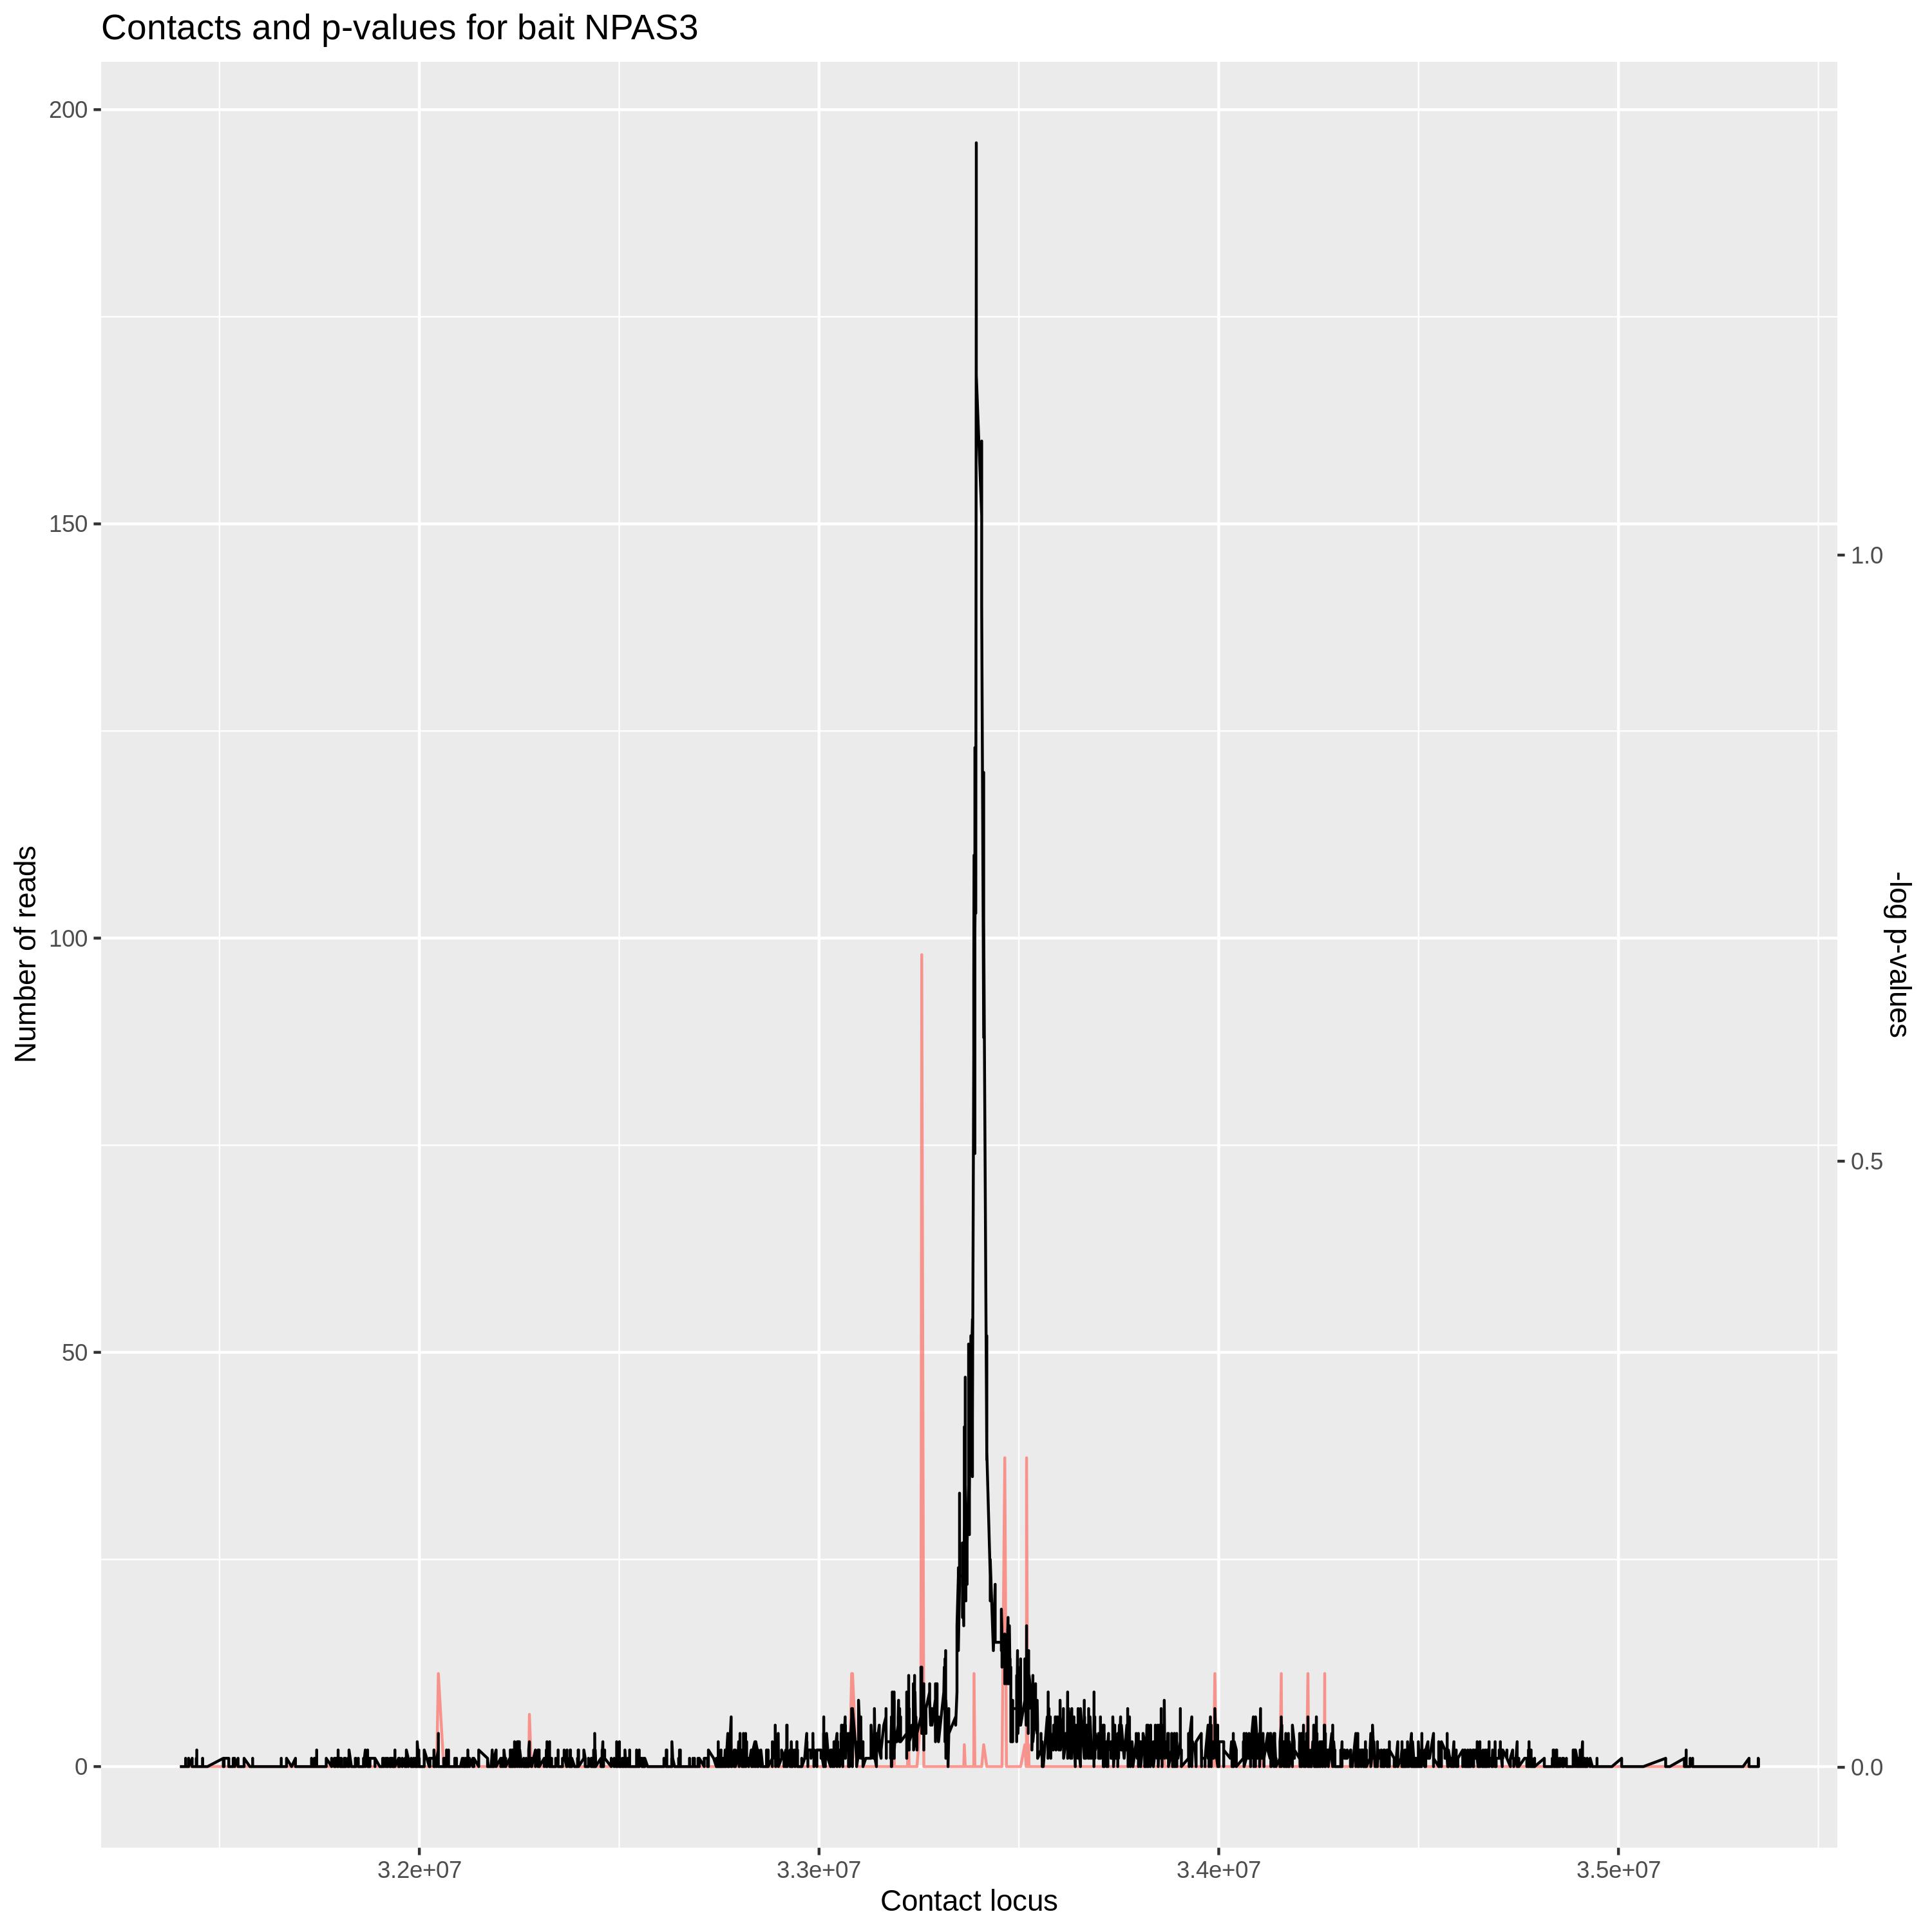 Contacts and p-values for bait NPAS3
200
150
100
50
0
Number of reads
1.0
0.5
0.0
-log p-values
3.2e+07
3.3e+07
3.4e+07
3.5e+07
Contact locus